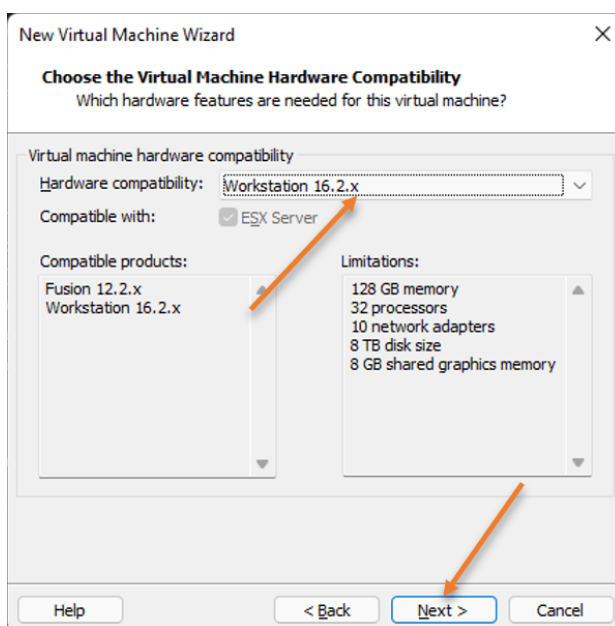 New Virtual Machine Wizard
Choose the Virtual Machine Hardware Compatibility
Which hardware features are needed for this virtual machine?
Virtual machine hardware compatibility
Hardware compatibility: Workstation 16.2.x
Compatible with: ESX Server
Compatible products:
Fusion 12.2.x
Workstation 16.2.x
Limitations:
128 GB memory
32 processors
10 network adapters
8 TB disk size
8 GB shared graphics memory
Help < Back Next > Cancel